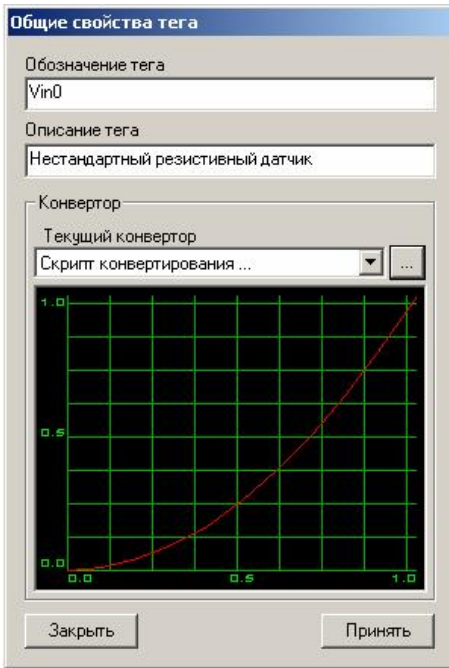 Общие свойства тега
Обозначение тега
Vin0
Описание тега
Нестандартный резистивный датчик
Конвертор
Текущий конвертор
Скрипт конвертирования ...
...
1.0
0.5
0.0
0.0 0.5 1.0
Закрыть Принять